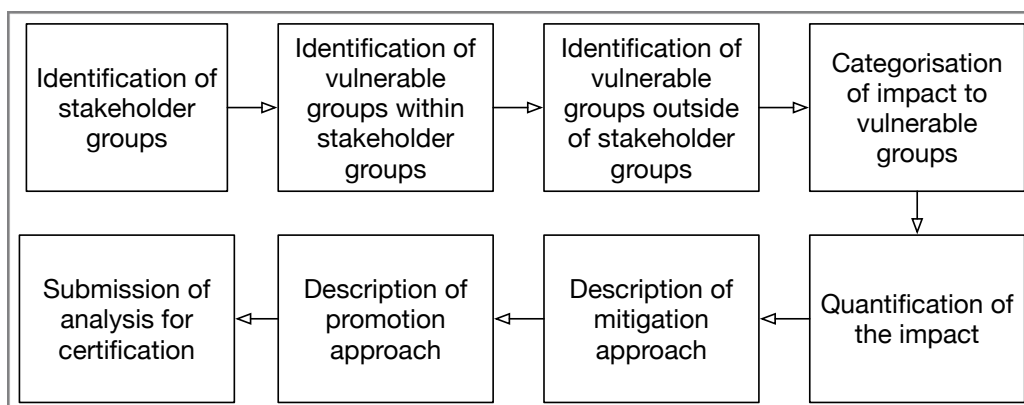 Identification of
stakeholder
groups
Identification of
vulnerable
groups within
stakeholder
groups
Identification of
vulnerable
groups outside
of stakeholder
groups
Categorisation
of impact to
vulnerable
groups
Quantification of
the impact
Description of
mitigation
approach
Description of
promotion
approach
Submission of
analysis for
certification